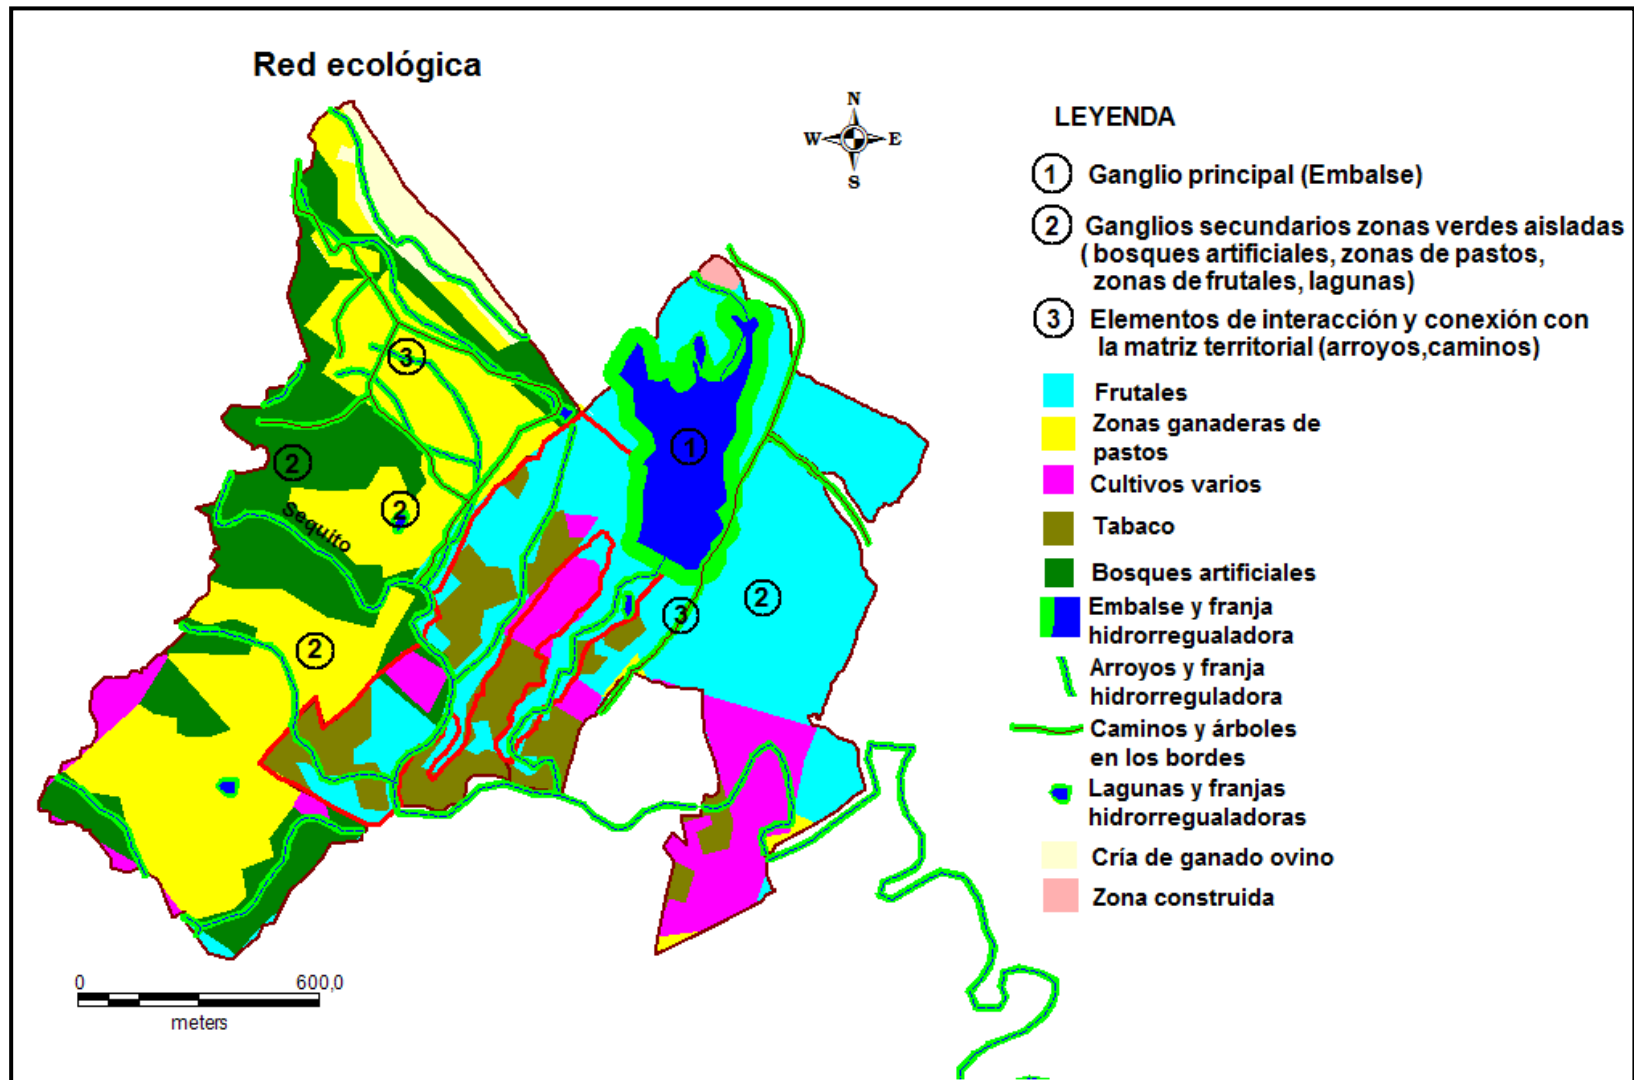 Red ecológica
N
W E
S
LEYENDA
1 Ganglio principal (Embalse)
2 Ganglios secundarios zonas verdes aisladas
( bosques artificiales, zonas de pastos,
zonas de frutales, lagunas)
3 Elementos de interacción y conexión con
la matriz territorial (arroyos,caminos)
Frutales
Zonas ganaderas de
pastos
Cultivos varios
Tabaco
Bosques artificiales
Embalse y franja
hidrorregualadora
Arroyos y franja
hidrorreguladora
Caminos y árboles
en los bordes
Lagunas y franjas
hidrorregualadoras
Cría de ganado ovino
Zona construida
3
1
2
2
Sequito
2
3
2
0 600,0
meters